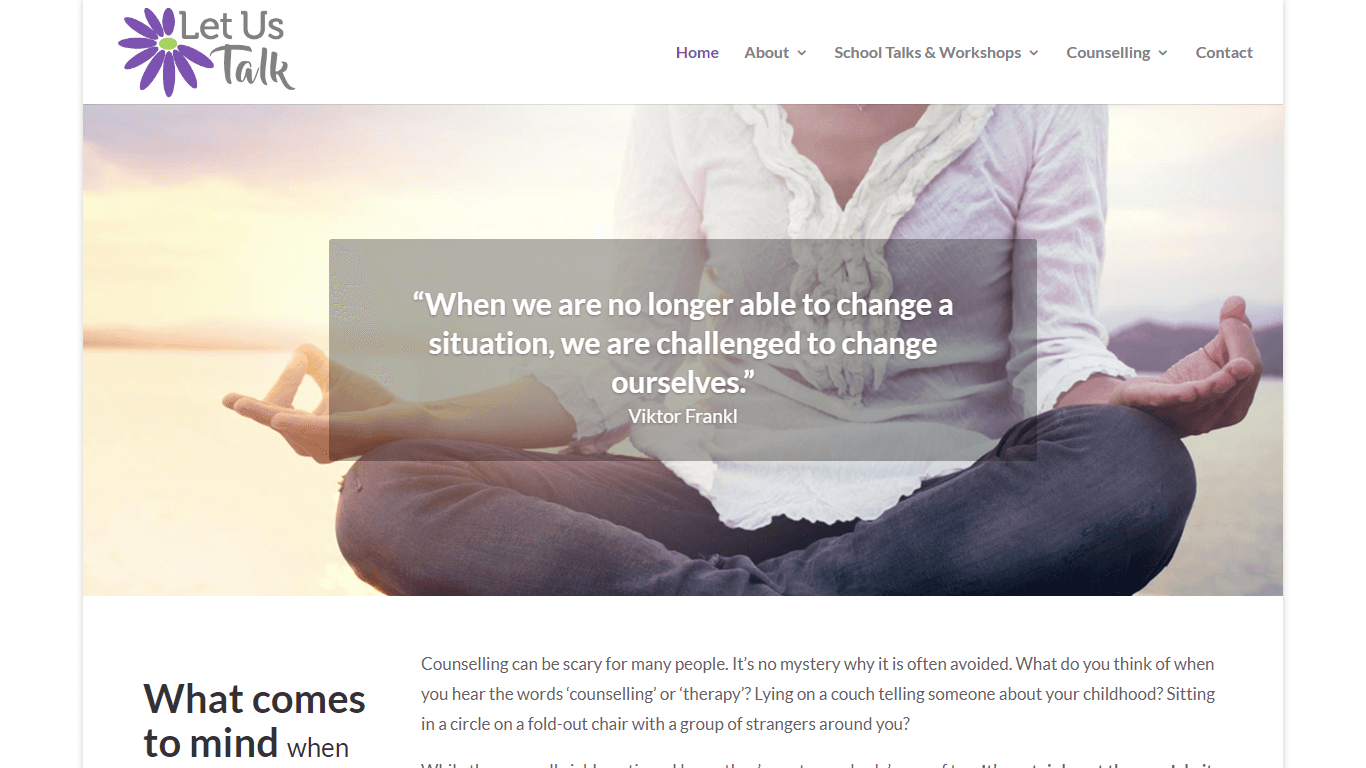 Let Us
Talk
Home
About
School Talks & Workshops
Counselling
Contact
“When we are no longer able to change a
situation, we are challenged to change
ourselves.”
Viktor Frankl
What comes
to mind when
Counselling can be scary for many people. It’s no mystery why it is often avoided. What do you think of when
you hear the words ‘counselling’ or ‘therapy’? Lying on a couch telling someone about your childhood? Sitting
in a circle on a fold-out chair with a group of strangers around you?